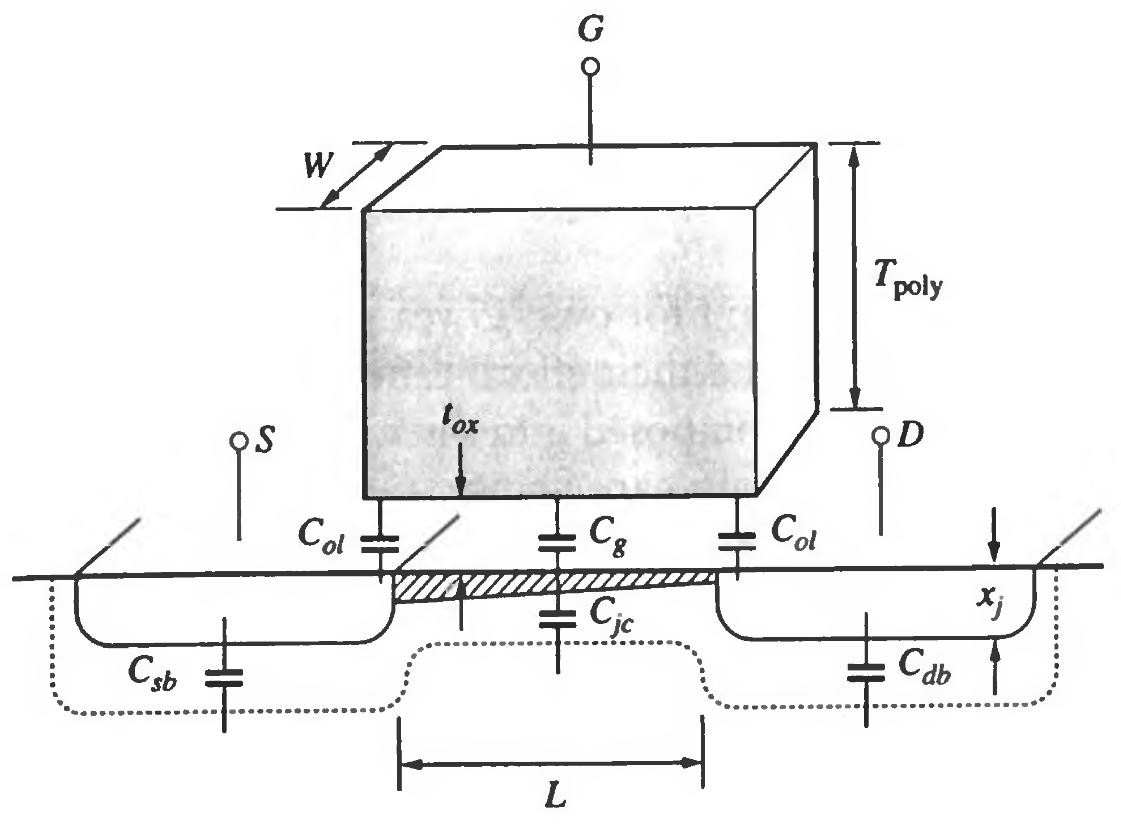 G
W
T_poly
t_ox
S
D
C_ol
C_g
C_ol
x_j
C_jc
C_sb
C_db
L